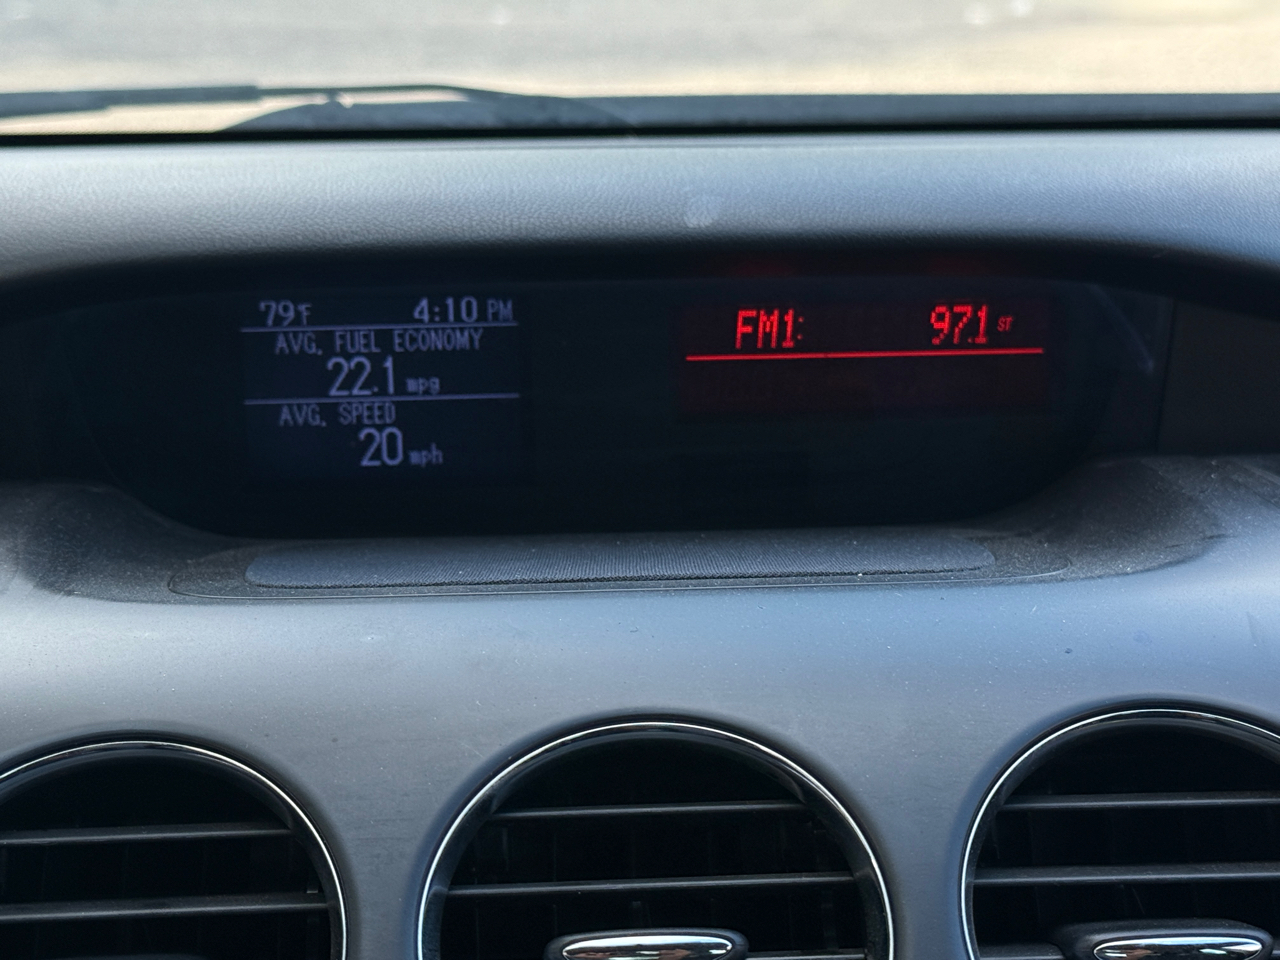 79°F 4:10 PM
AVG. FUEL ECONOMY
22.1 mpg
AVG. SPEED
20 mph
FM1: 97.1 ST